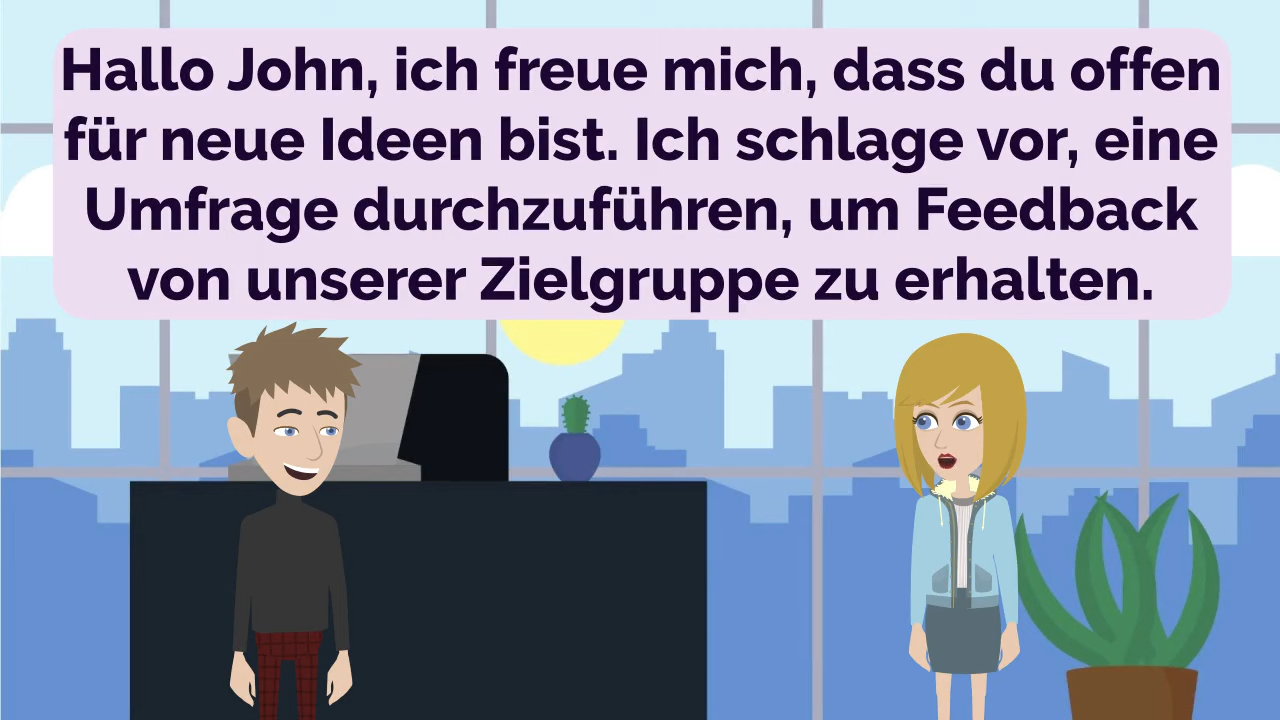 Hallo John, ich freue mich, dass du offen
für neue Ideen bist. Ich schlage vor, eine
Umfrage durchzuführen, um Feedback
von unserer Zielgruppe zu erhalten.